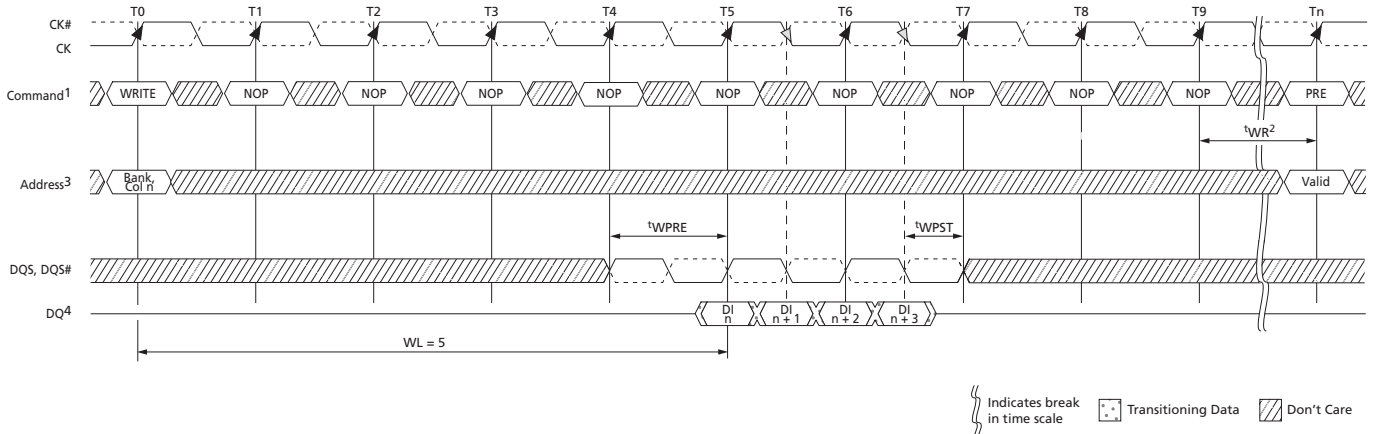 T0 T1 T2 T3 T4 T5 T6 T7 T8 T9 Tn
CK#
CK
Command1 WRITE NOP NOP NOP NOP NOP NOP NOP NOP NOP PRE
tWR2
Address3 Bank, Col n Valid
tWPRE tWPST
DQS, DQS#
DQ4 DI n DI n + 1 DI n + 2 DI n + 3
WL = 5
Indicates break
in time scale
Transitioning Data
Don't Care